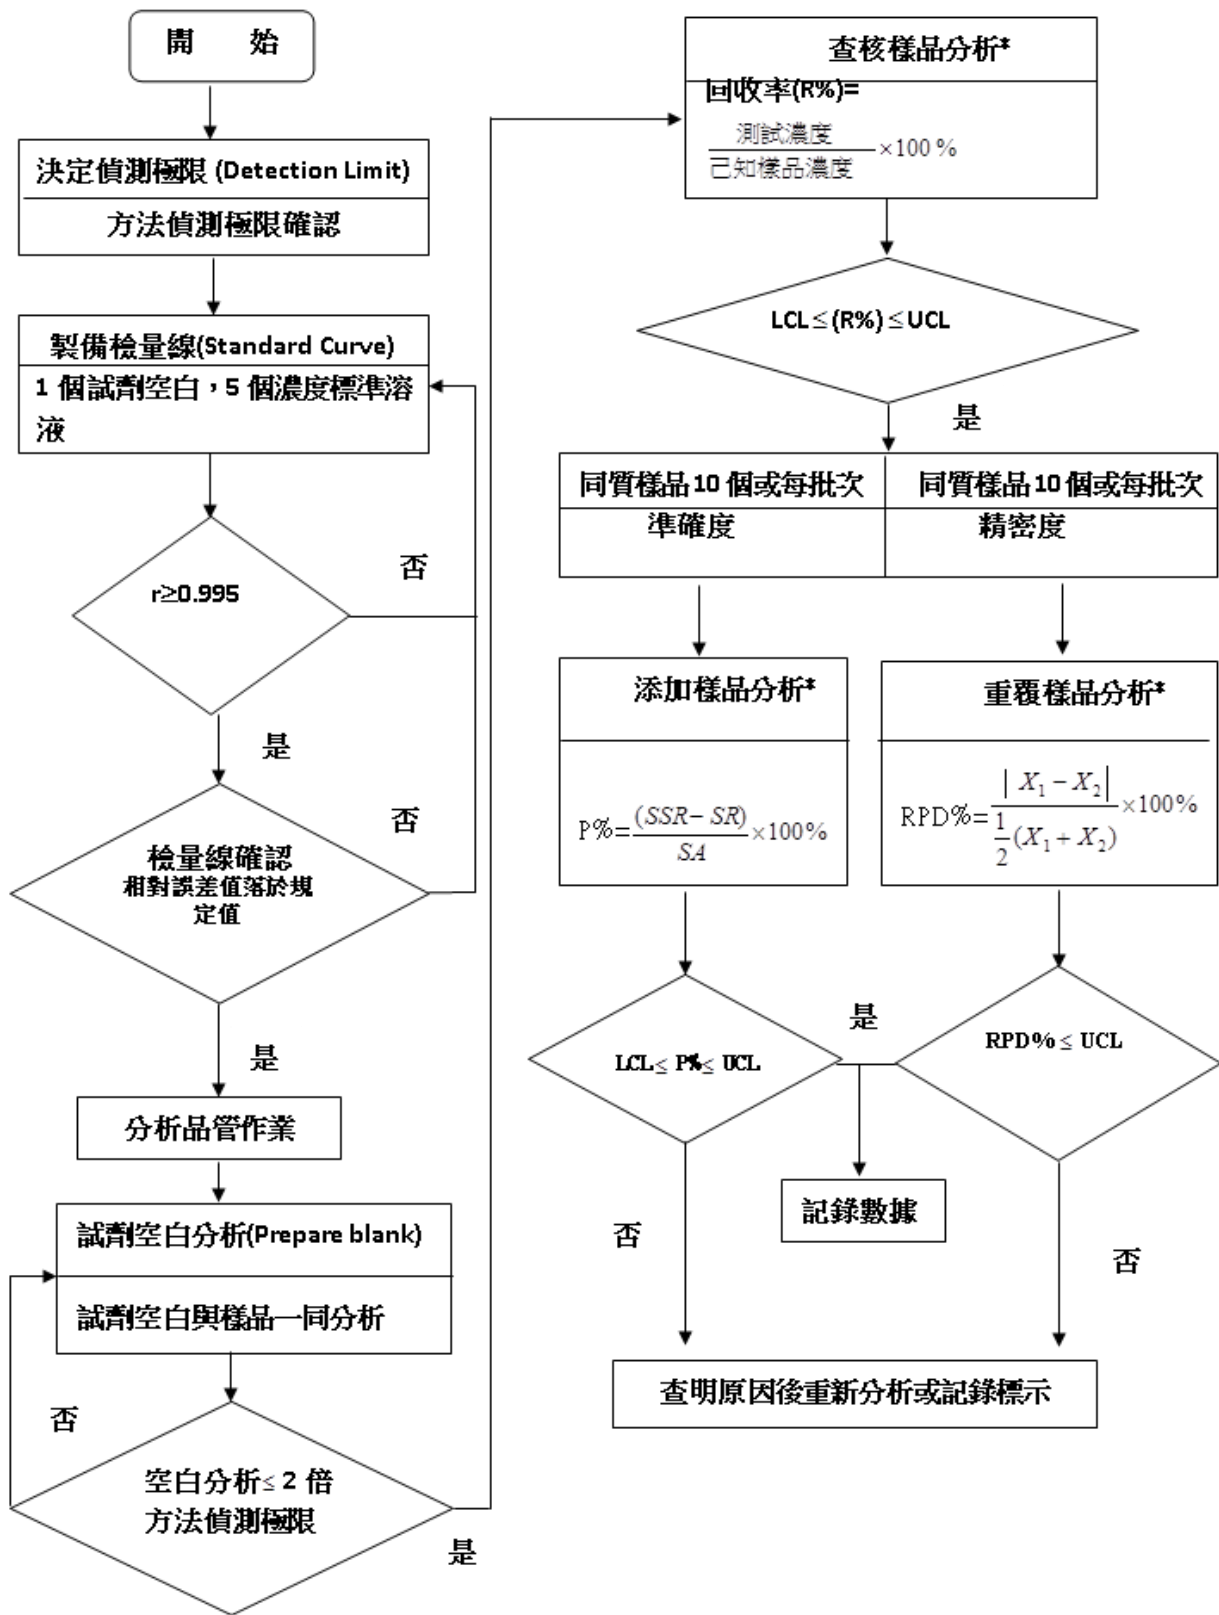 開 始
決定偵測極限 (Detection Limit)
方法偵測極限確認
製備檢量線(Standard Curve)
1 個試劑空白，5 個濃度標準溶
液
r≥0.995
否
是
檢量線確認
相對誤差值落於規
定值
否
是
分析品管作業
試劑空白分析(Prepare blank)
試劑空白與樣品一同分析
否
空白分析≤ 2 倍
方法偵測極限
是
查核樣品分析*
回收率(R%)=
測試濃度
已知樣品濃度
×100 %
LCL ≤ (R%) ≤ UCL
是
同質樣品 10 個或每批次
準確度
同質樣品 10 個或每批次
精密度
添加樣品分析*
P%=(SSR− SR)/SA ×100%
重覆樣品分析*
RPD%=| X₁ − X₂|/½(X₁ + X₂) ×100%
LCL ≤ P% ≤ UCL
是
RPD% ≤ UCL
記錄數據
否
否
查明原因後重新分析或記錄標示